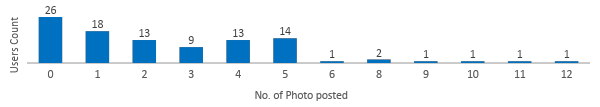 Users Count
26 18 13 9 13 14 1 2 1 1 1 1
0 1 2 3 4 5 6 8 9 10 11 12
No. of Photo posted